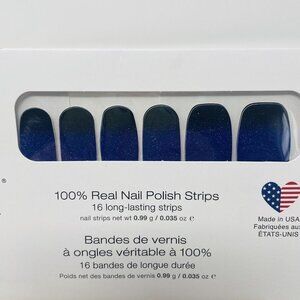 100% Real Nail Polish Strips
16 long-lasting strips
nail strips net wt 0.99 g / 0.035 oz ℮
Bandes de vernis
à ongles véritable à 100%
16 bandes de longue durée
Poids net des bandes 0.99 g / 0.035 oz ℮
®
Made in USA
Fabriquées aux
ÉTATS-UNIS